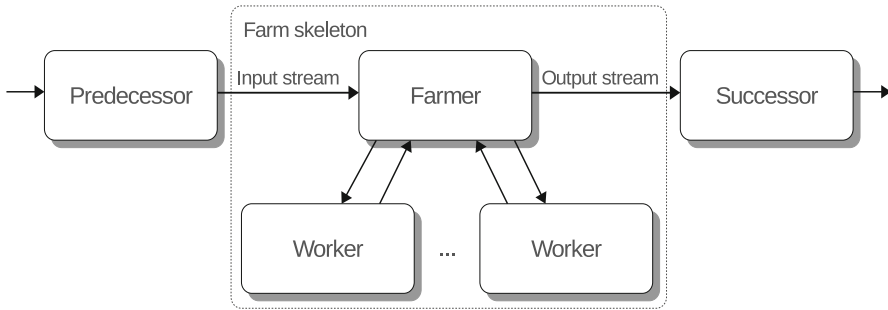 Farm skeleton
Predecessor
Input stream
Farmer
Output stream
Successor
Worker
...
Worker